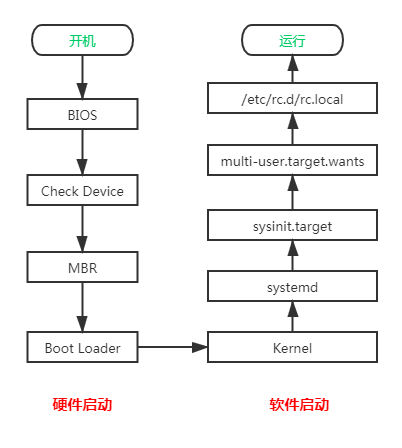 开机
BIOS
Check Device
MBR
Boot Loader
硬件启动
运行
/etc/rc.d/rc.local
multi-user.target.wants
sysinit.target
systemd
Kernel
软件启动